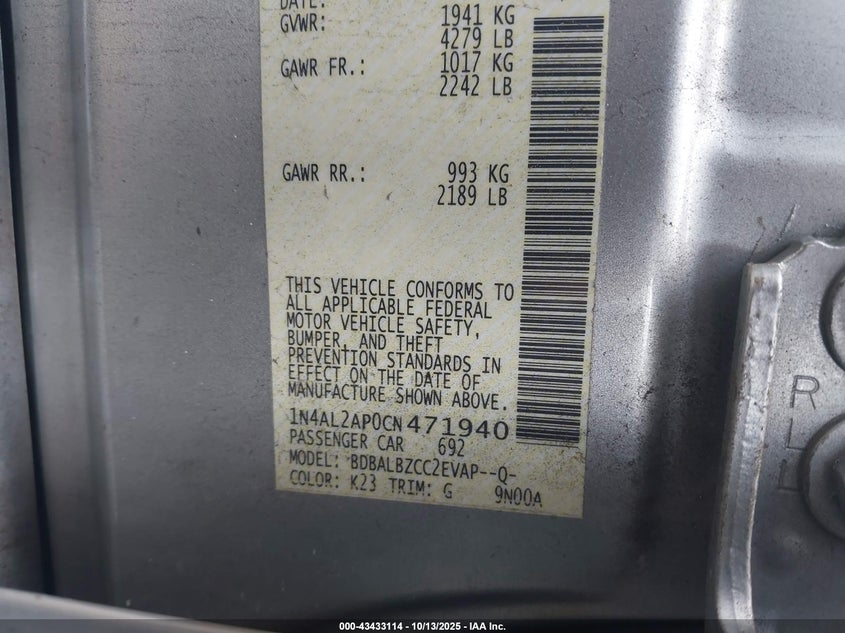 DATE:
GVWR: 1941 KG
4279 LB
GAWR FR.: 1017 KG
2242 LB
GAWR RR.: 993 KG
2189 LB
THIS VEHICLE CONFORMS TO
ALL APPLICABLE FEDERAL
MOTOR VEHICLE SAFETY,
BUMPER, AND THEFT
PREVENTION STANDARDS IN
EFFECT ON THE DATE OF
MANUFACTURE SHOWN ABOVE.
1N4AL2AP0CN471940
PASSENGER CAR 692
MODEL: BDBALBZCC2EVAP--Q-
COLOR: K23 TRIM: G 9N00A
R
L
L
000-43433114 - 10/13/2025 - IAA Inc.